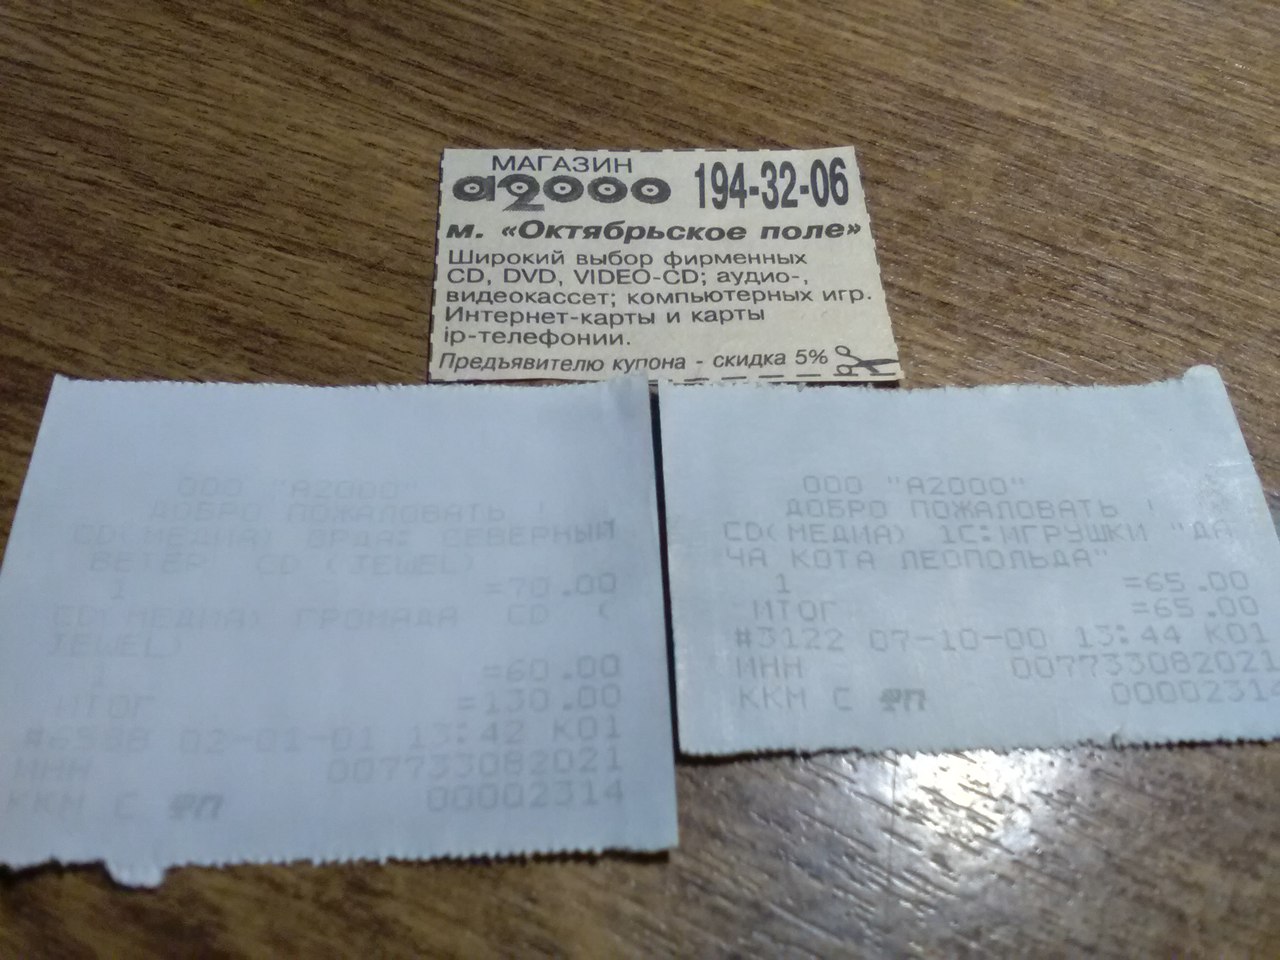 МАГАЗИН
a2000 194-32-06
м. «Октябрьское поле»
Широкий выбор фирменных
CD, DVD, VIDEO-CD; аудио-,
видеокассет; компьютерных игр.
Интернет-карты и карты
ip-телефонии.
Предъявителю купона - скидка 5%
ООО "А2000"
ДОБРО ПОЖАЛОВАТЬ !
CD(МЕДИА) ОРДА: СЕВЕРНЫЙ
ВЕТЕР CD (JEWEL)
1 =70.00
CD(МЕДИА) ГРОМАДА CD (
JEWEL)
1 =60.00
ИТОГ =130.00
#6588 02-01-01 13:42 К01
ИНН 007733082021
ККМ С ФП 00002314
ООО "А2000"
ДОБРО ПОЖАЛОВАТЬ !
CD(МЕДИА) 1С:ИГРУШКИ "ДА
ЧА КОТА ЛЕОПОЛЬДА"
1 =65.00
ИТОГ =65.00
#3122 07-10-00 13:44 К01
ИНН 007733082021
ККМ С ФП 00002314